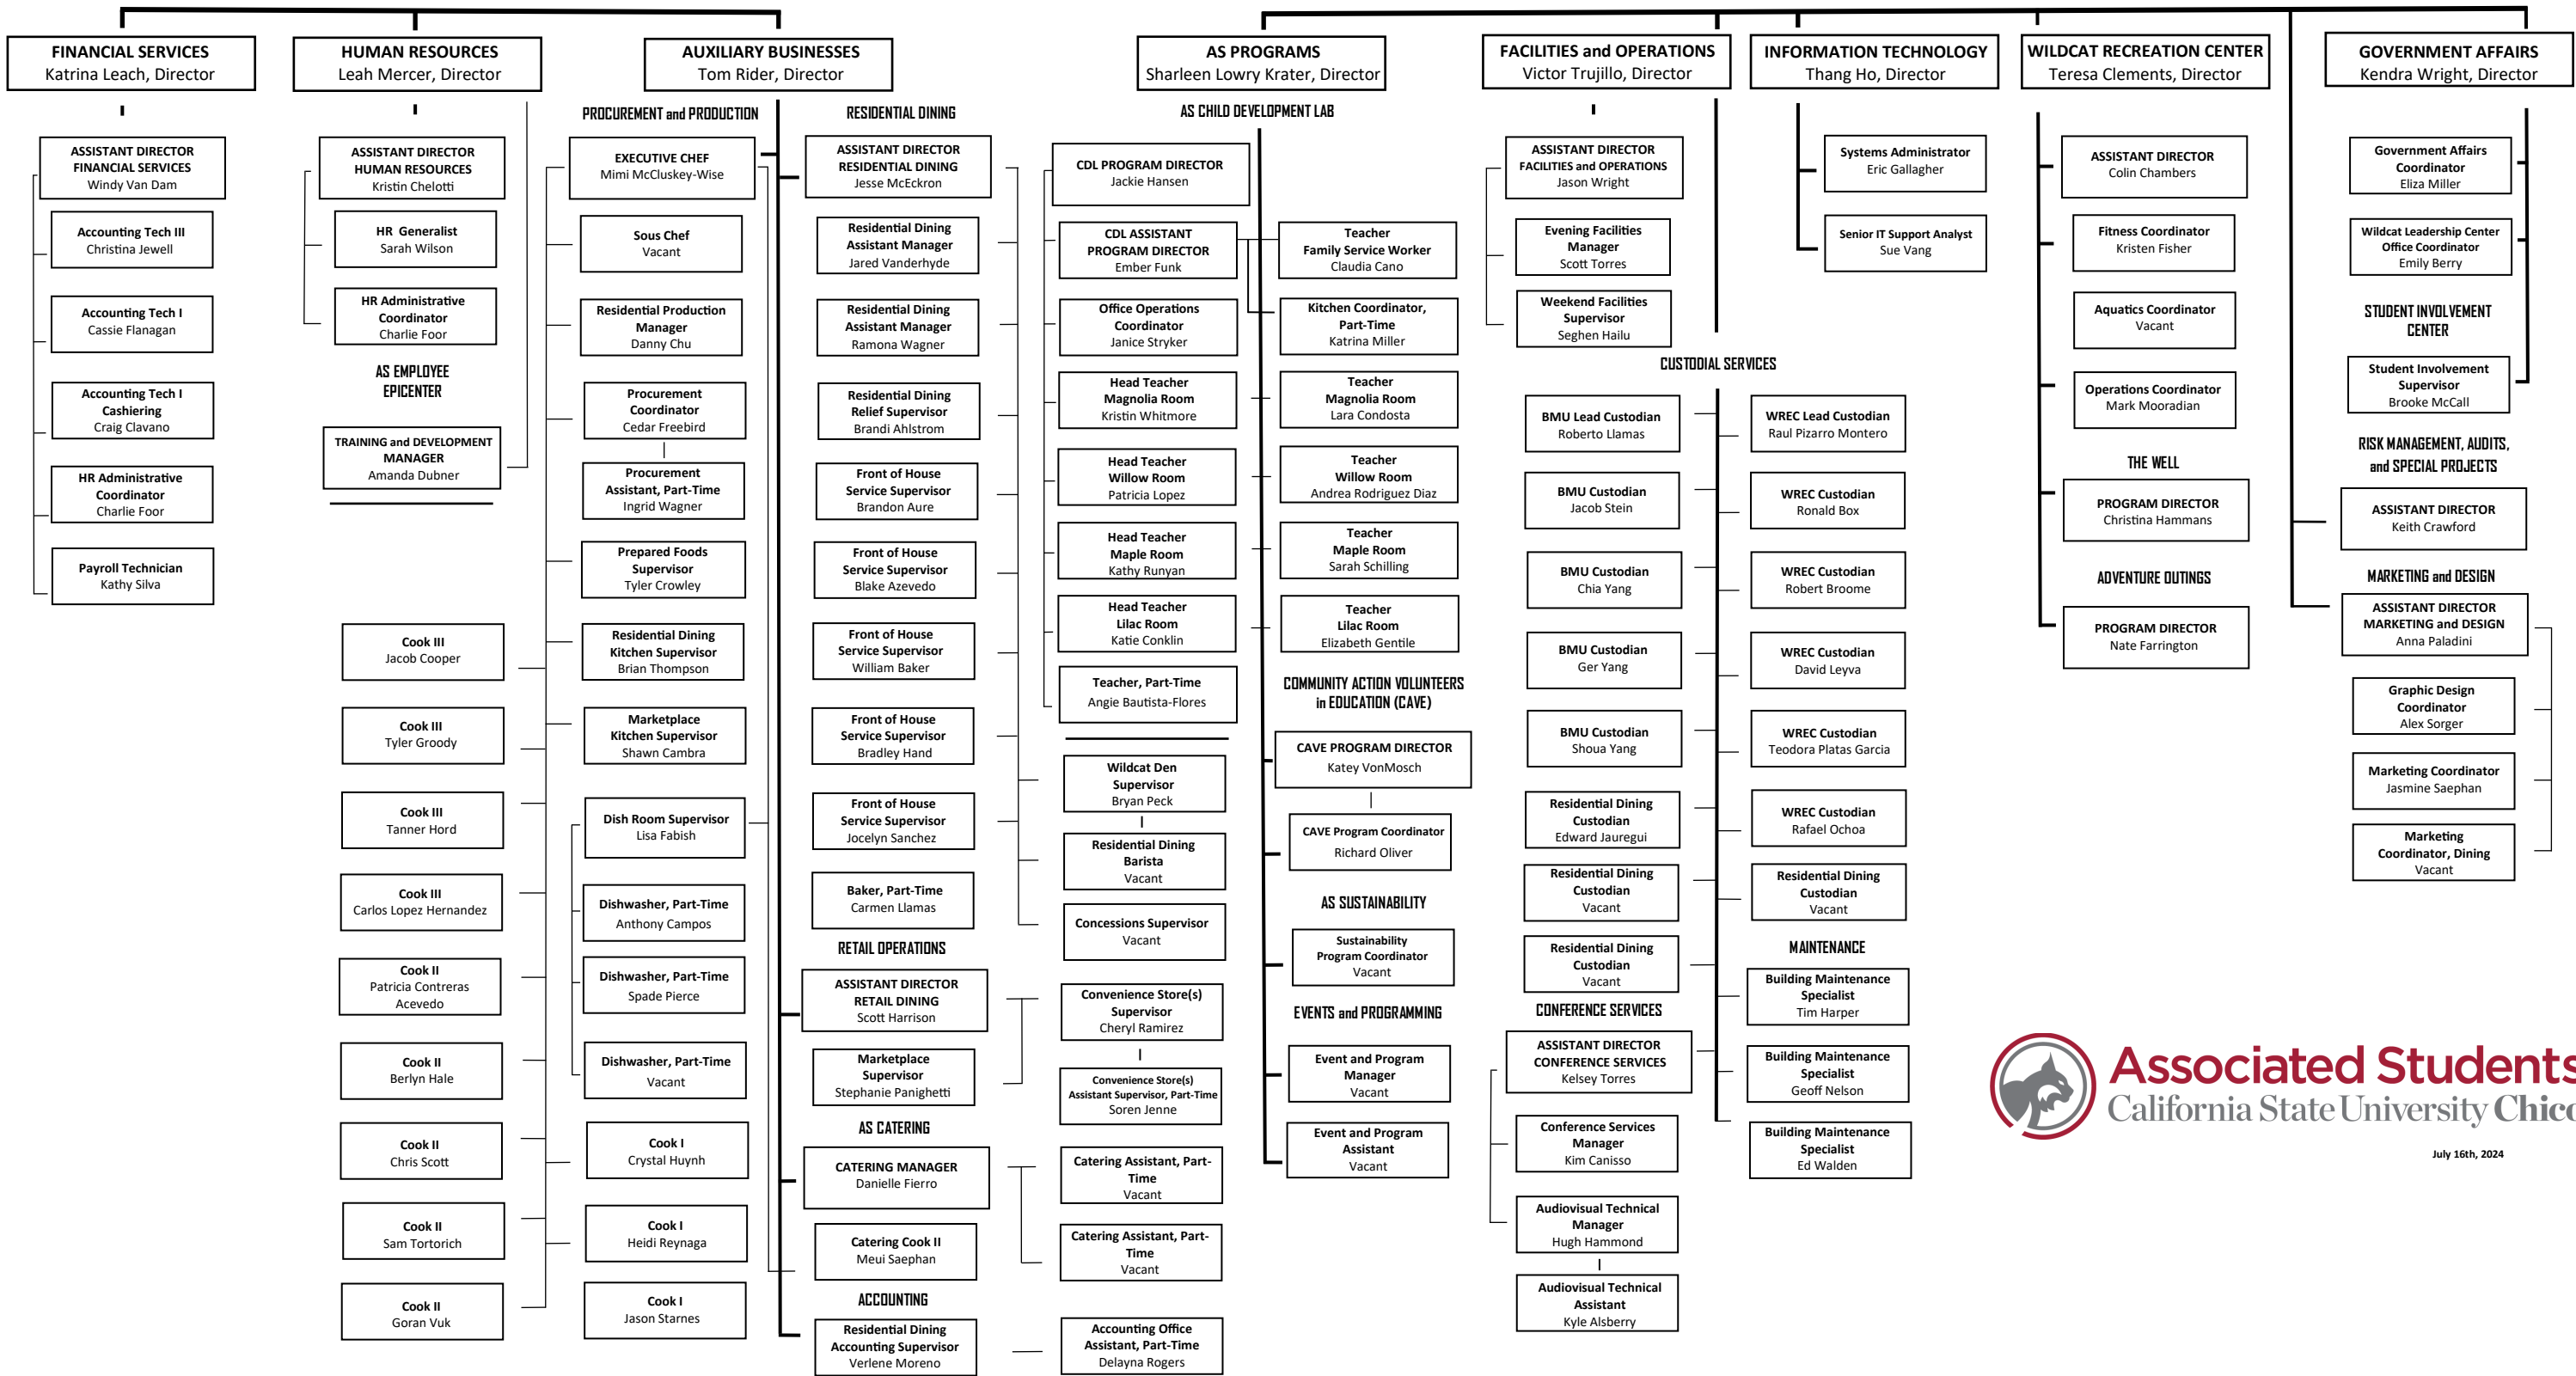 FINANCIAL SERVICES
Katrina Leach, Director
HUMAN RESOURCES
Leah Mercer, Director
AUXILIARY BUSINESSES
Tom Rider, Director
AS PROGRAMS
Sharleen Lowry Krater, Director
FACILITIES and OPERATIONS
Victor Trujillo, Director
INFORMATION TECHNOLOGY
Thang Ho, Director
WILDCAT RECREATION CENTER
Teresa Clements, Director
GOVERNMENT AFFAIRS
Kendra Wright, Director
ASSISTANT DIRECTOR
FINANCIAL SERVICES
Windy Van Dam
Accounting Tech III
Christina Jewell
Accounting Tech I
Cassie Flanagan
Accounting Tech I
Cashiering
Craig Clavano
HR Administrative
Coordinator
Charlie Foor
Payroll Technician
Kathy Silva
ASSISTANT DIRECTOR
HUMAN RESOURCES
Kristin Chelotti
HR Generalist
Sarah Wilson
HR Administrative
Coordinator
Charlie Foor
AS EMPLOYEE
EPICENTER
TRAINING and DEVELOPMENT
MANAGER
Amanda Dubner
Cook III
Jacob Cooper
Cook III
Tyler Groody
Cook III
Tanner Hord
Cook III
Carlos Lopez Hernandez
Cook II
Patricia Contreras
Acevedo
Cook II
Berlyn Hale
Cook II
Chris Scott
Cook II
Sam Tortorich
Cook II
Goran Vuk
PROCUREMENT and PRODUCTION
EXECUTIVE CHEF
Mimi McCluskey-Wise
Sous Chef
Vacant
Residential Production
Manager
Danny Chu
Procurement
Coordinator
Cedar Freebird
Procurement
Assistant, Part-Time
Ingrid Wagner
Prepared Foods
Supervisor
Tyler Crowley
Residential Dining
Kitchen Supervisor
Brian Thompson
Marketplace
Kitchen Supervisor
Shawn Cambra
Dish Room Supervisor
Lisa Fabish
Dishwasher, Part-Time
Anthony Campos
Dishwasher, Part-Time
Spade Pierce
Dishwasher, Part-Time
Vacant
Cook I
Crystal Huynh
Cook I
Heidi Reynaga
Cook I
Jason Starnes
RESIDENTIAL DINING
ASSISTANT DIRECTOR
RESIDENTIAL DINING
Jesse McEckron
Residential Dining
Assistant Manager
Jared Vanderhyde
Residential Dining
Assistant Manager
Ramona Wagner
Residential Dining
Relief Supervisor
Brandi Ahlstrom
Front of House
Service Supervisor
Brandon Aure
Front of House
Service Supervisor
Blake Azevedo
Front of House
Service Supervisor
William Baker
Front of House
Service Supervisor
Bradley Hand
Front of House
Service Supervisor
Jocelyn Sanchez
Baker, Part-Time
Carmen Llamas
RETAIL OPERATIONS
ASSISTANT DIRECTOR
RETAIL DINING
Scott Harrison
Marketplace
Supervisor
Stephanie Panighetti
AS CATERING
CATERING MANAGER
Danielle Fierro
Catering Cook II
Meui Saephan
ACCOUNTING
Residential Dining
Accounting Supervisor
Verlene Moreno
AS CHILD DEVELOPMENT LAB
CDL PROGRAM DIRECTOR
Jackie Hansen
CDL ASSISTANT
PROGRAM DIRECTOR
Ember Funk
Office Operations
Coordinator
Janice Stryker
Head Teacher
Magnolia Room
Kristin Whitmore
Head Teacher
Willow Room
Patricia Lopez
Head Teacher
Maple Room
Kathy Runyan
Head Teacher
Lilac Room
Katie Conklin
Teacher, Part-Time
Angie Bautista-Flores
Wildcat Den
Supervisor
Bryan Peck
Residential Dining
Barista
Vacant
Concessions Supervisor
Vacant
Convenience Store(s)
Supervisor
Cheryl Ramirez
Convenience Store(s)
Assistant Supervisor, Part-Time
Soren Jenne
Catering Assistant, Part-
Time
Vacant
Catering Assistant, Part-
Time
Vacant
Accounting Office
Assistant, Part-Time
Delayna Rogers
Teacher
Family Service Worker
Claudia Cano
Kitchen Coordinator,
Part-Time
Katrina Miller
Teacher
Magnolia Room
Lara Condosta
Teacher
Willow Room
Andrea Rodriguez Diaz
Teacher
Maple Room
Sarah Schilling
Teacher
Lilac Room
Elizabeth Gentile
COMMUNITY ACTION VOLUNTEERS
in EDUCATION (CAVE)
CAVE PROGRAM DIRECTOR
Katey VonMosch
CAVE Program Coordinator
Richard Oliver
AS SUSTAINABILITY
Sustainability
Program Coordinator
Vacant
EVENTS and PROGRAMMING
Event and Program
Manager
Vacant
Event and Program
Assistant
Vacant
ASSISTANT DIRECTOR
FACILITIES and OPERATIONS
Jason Wright
Evening Facilities
Manager
Scott Torres
Weekend Facilities
Supervisor
Seghen Hailu
CUSTODIAL SERVICES
BMU Lead Custodian
Roberto Llamas
BMU Custodian
Jacob Stein
BMU Custodian
Chia Yang
BMU Custodian
Ger Yang
BMU Custodian
Shoua Yang
Residential Dining
Custodian
Edward Jauregui
Residential Dining
Custodian
Vacant
Residential Dining
Custodian
Vacant
CONFERENCE SERVICES
ASSISTANT DIRECTOR
CONFERENCE SERVICES
Kelsey Torres
Conference Services
Manager
Kim Canisso
Audiovisual Technical
Manager
Hugh Hammond
Audiovisual Technical
Assistant
Kyle Alsberry
WREC Lead Custodian
Raul Pizarro Montero
WREC Custodian
Ronald Box
WREC Custodian
Robert Broome
WREC Custodian
David Leyva
WREC Custodian
Teodora Platas Garcia
WREC Custodian
Rafael Ochoa
Residential Dining
Custodian
Vacant
MAINTENANCE
Building Maintenance
Specialist
Tim Harper
Building Maintenance
Specialist
Geoff Nelson
Building Maintenance
Specialist
Ed Walden
Systems Administrator
Eric Gallagher
Senior IT Support Analyst
Sue Vang
ASSISTANT DIRECTOR
Colin Chambers
Fitness Coordinator
Kristen Fisher
Aquatics Coordinator
Vacant
Operations Coordinator
Mark Mooradian
THE WELL
PROGRAM DIRECTOR
Christina Hammans
ADVENTURE OUTINGS
PROGRAM DIRECTOR
Nate Farrington
Government Affairs
Coordinator
Eliza Miller
Wildcat Leadership Center
Office Coordinator
Emily Berry
STUDENT INVOLVEMENT
CENTER
Student Involvement
Supervisor
Brooke McCall
RISK MANAGEMENT, AUDITS,
and SPECIAL PROJECTS
ASSISTANT DIRECTOR
Keith Crawford
MARKETING and DESIGN
ASSISTANT DIRECTOR
MARKETING and DESIGN
Anna Paladini
Graphic Design
Coordinator
Alex Sorger
Marketing Coordinator
Jasmine Saephan
Marketing
Coordinator, Dining
Vacant
Associated Students
California State University Chico
July 16th, 2024